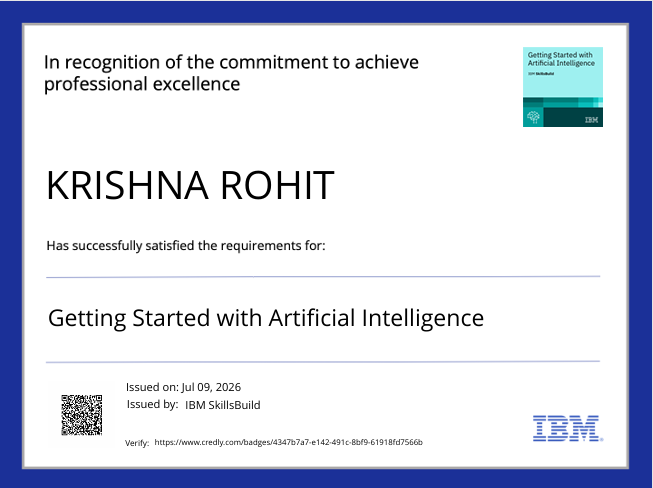 In recognition of the commitment to achieve
professional excellence
Getting Started with
Artificial Intelligence
IBM SkillsBuild
IBM
KRISHNA ROHIT
Has successfully satisfied the requirements for:
Getting Started with Artificial Intelligence
Issued on: Jul 09, 2026
Issued by: IBM SkillsBuild
Verify: https://www.credly.com/badges/4347b7a7-e142-491c-8bf9-61918fd7566b
IBM®